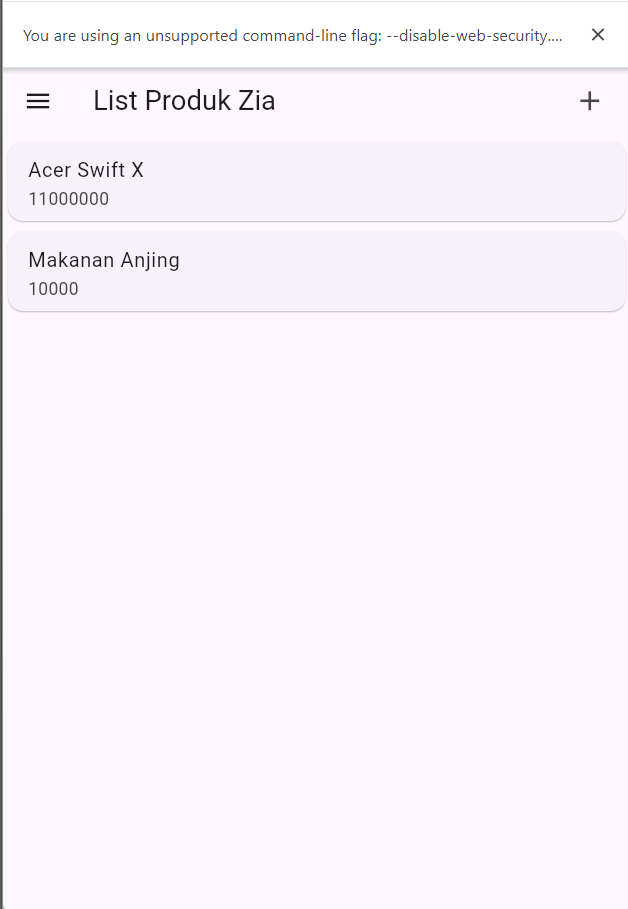 You are using an unsupported command-line flag: --disable-web-security....
List Produk Zia
Acer Swift X
11000000
Makanan Anjing
10000